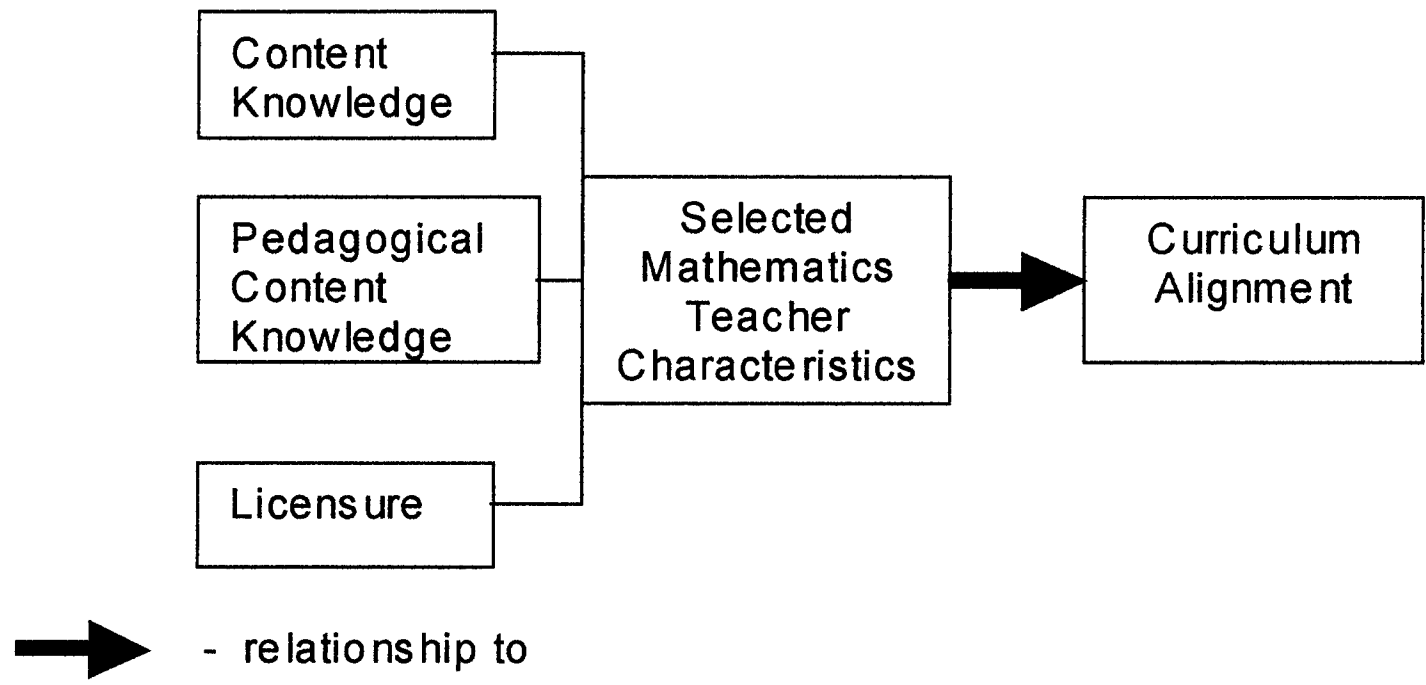 Content
Knowledge
Pedagogical
Content
Knowledge
Licensure
Selected
Mathematics
Teacher
Characteristics
Curriculum
Alignment
- relationship to